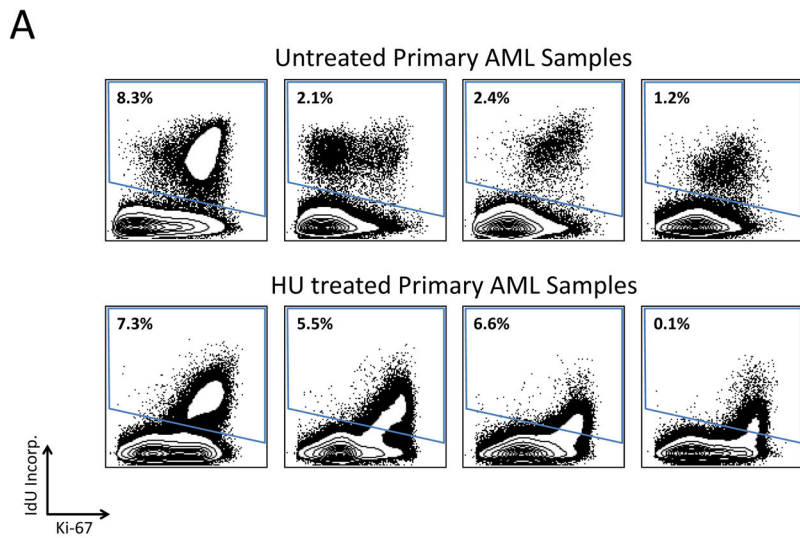 A
Untreated Primary AML Samples
8.3%
2.1%
2.4%
1.2%
HU treated Primary AML Samples
7.3%
5.5%
6.6%
0.1%
IdU Incorp.
Ki-67